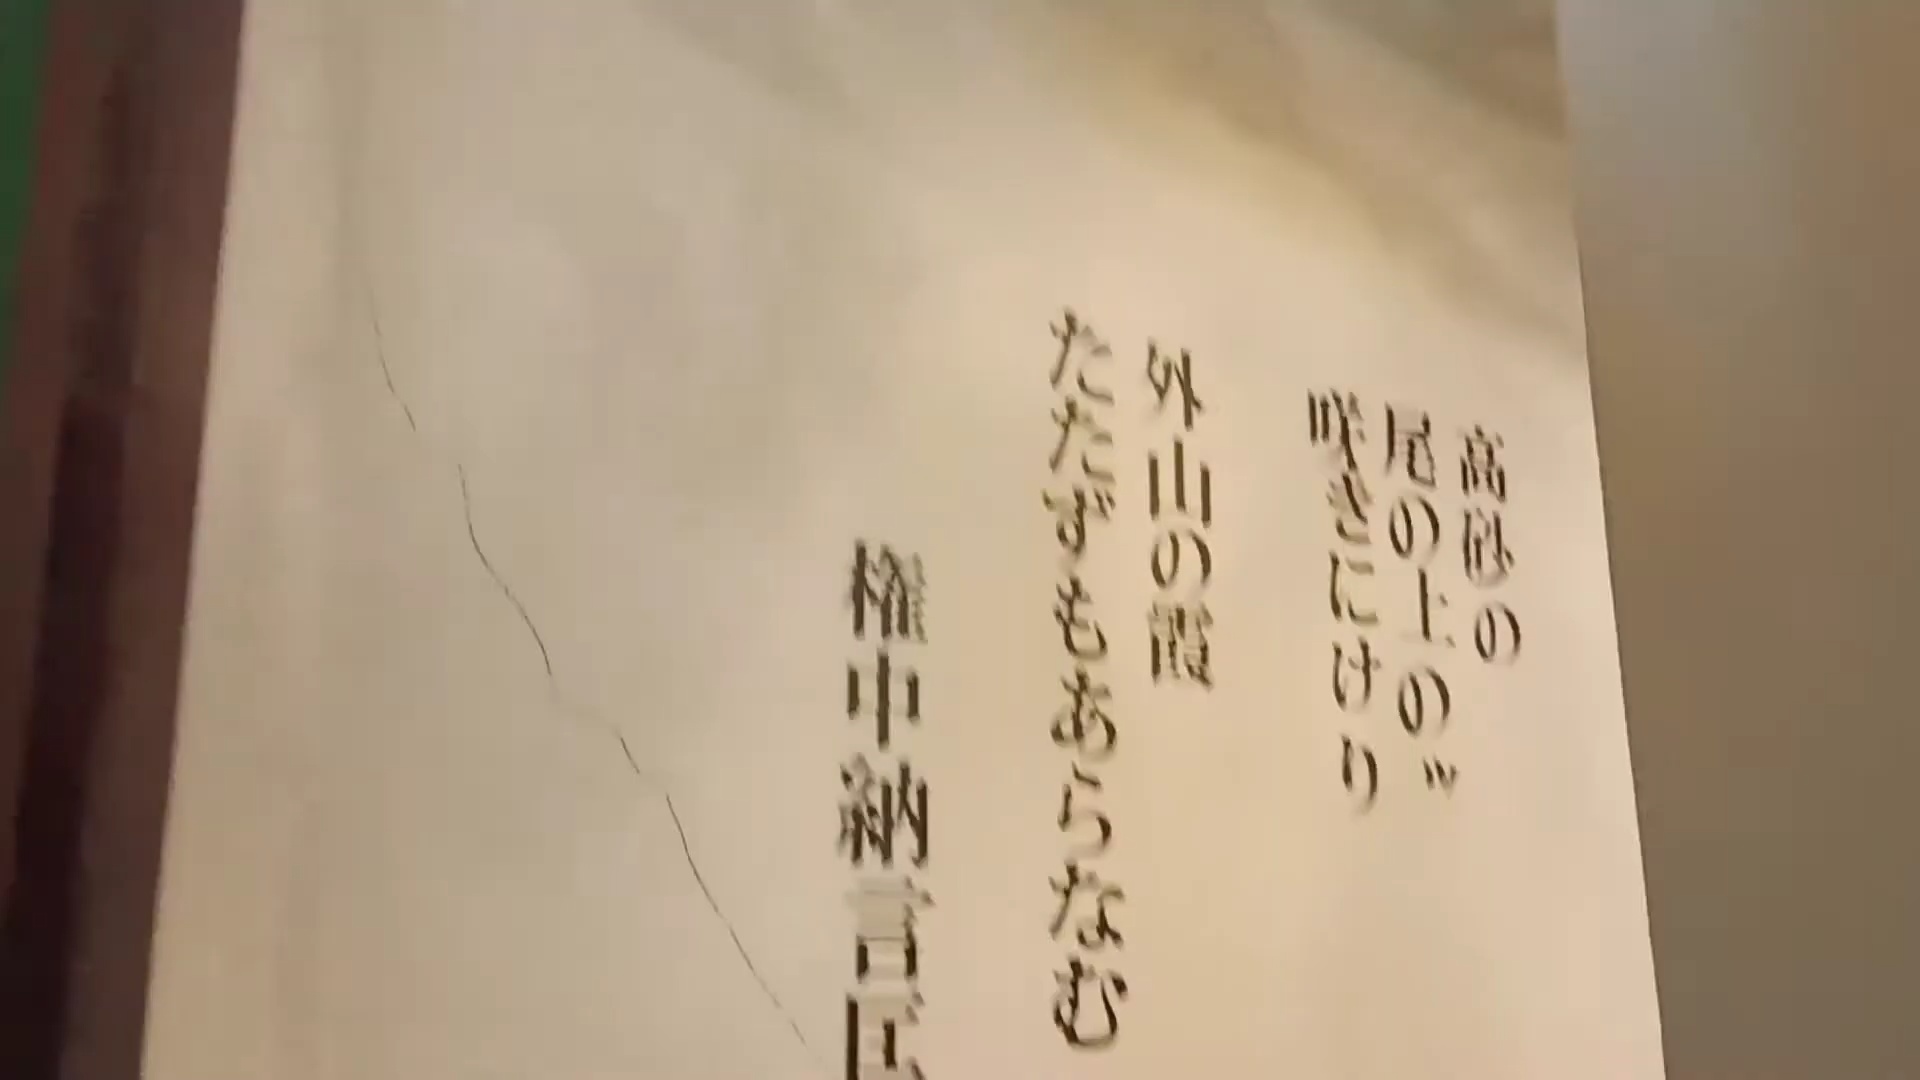 高砂の
尾の上の
咲きにけり
外山の霞
たたずもあらなむ
権中納言匡